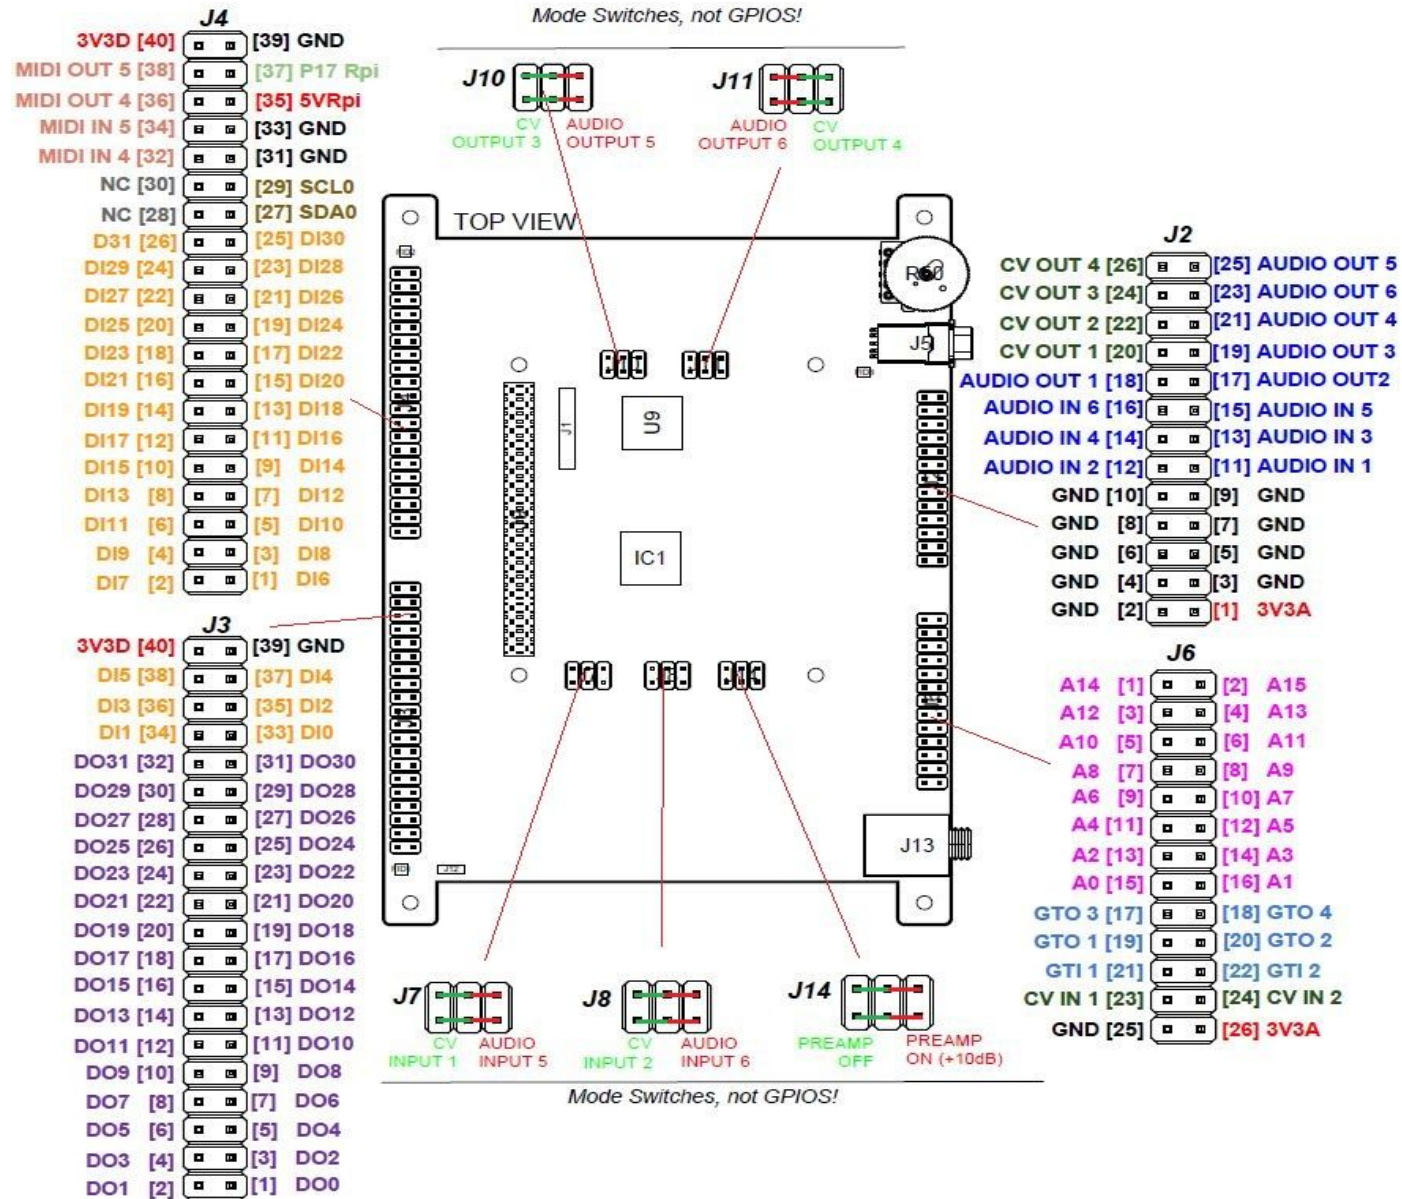 Mode Switches, not GPIOS!
J4
3V3D [40] [39] GND
MIDI OUT 5 [38] [37] P17 Rpi
MIDI OUT 4 [36] [35] 5VRpi
MIDI IN 5 [34] [33] GND
MIDI IN 4 [32] [31] GND
NC [30] [29] SCL0
NC [28] [27] SDA0
D31 [26] [25] DI30
DI29 [24] [23] DI28
DI27 [22] [21] DI26
DI25 [20] [19] DI24
DI23 [18] [17] DI22
DI21 [16] [15] DI20
DI19 [14] [13] DI18
DI17 [12] [11] DI16
DI15 [10] [9] DI14
DI13 [8] [7] DI12
DI11 [6] [5] DI10
DI9 [4] [3] DI8
DI7 [2] [1] DI6
J3
3V3D [40] [39] GND
DI5 [38] [37] DI4
DI3 [36] [35] DI2
DI1 [34] [33] DI0
DO31 [32] [31] DO30
DO29 [30] [29] DO28
DO27 [28] [27] DO26
DO25 [26] [25] DO24
DO23 [24] [23] DO22
DO21 [22] [21] DO20
DO19 [20] [19] DO18
DO17 [18] [17] DO16
DO15 [16] [15] DO14
DO13 [14] [13] DO12
DO11 [12] [11] DO10
DO9 [10] [9] DO8
DO7 [8] [7] DO6
DO5 [6] [5] DO4
DO3 [4] [3] DO2
DO1 [2] [1] DO0
J10
CV OUTPUT 3
AUDIO OUTPUT 5
J11
AUDIO OUTPUT 6
CV OUTPUT 4
TOP VIEW
R60
J5
J1
U9
IC1
J13
J12
J7
CV INPUT 1
AUDIO INPUT 5
J8
CV INPUT 2
AUDIO INPUT 6
J14
PREAMP OFF
PREAMP ON (+10dB)
Mode Switches, not GPIOS!
J2
CV OUT 4 [26] [25] AUDIO OUT 5
CV OUT 3 [24] [23] AUDIO OUT 6
CV OUT 2 [22] [21] AUDIO OUT 4
CV OUT 1 [20] [19] AUDIO OUT 3
AUDIO OUT 1 [18] [17] AUDIO OUT2
AUDIO IN 6 [16] [15] AUDIO IN 5
AUDIO IN 4 [14] [13] AUDIO IN 3
AUDIO IN 2 [12] [11] AUDIO IN 1
GND [10] [9] GND
GND [8] [7] GND
GND [6] [5] GND
GND [4] [3] GND
GND [2] [1] 3V3A
J6
A14 [1] [2] A15
A12 [3] [4] A13
A10 [5] [6] A11
A8 [7] [8] A9
A6 [9] [10] A7
A4 [11] [12] A5
A2 [13] [14] A3
A0 [15] [16] A1
GTO 3 [17] [18] GTO 4
GTO 1 [19] [20] GTO 2
GTI 1 [21] [22] GTI 2
CV IN 1 [23] [24] CV IN 2
GND [25] [26] 3V3A